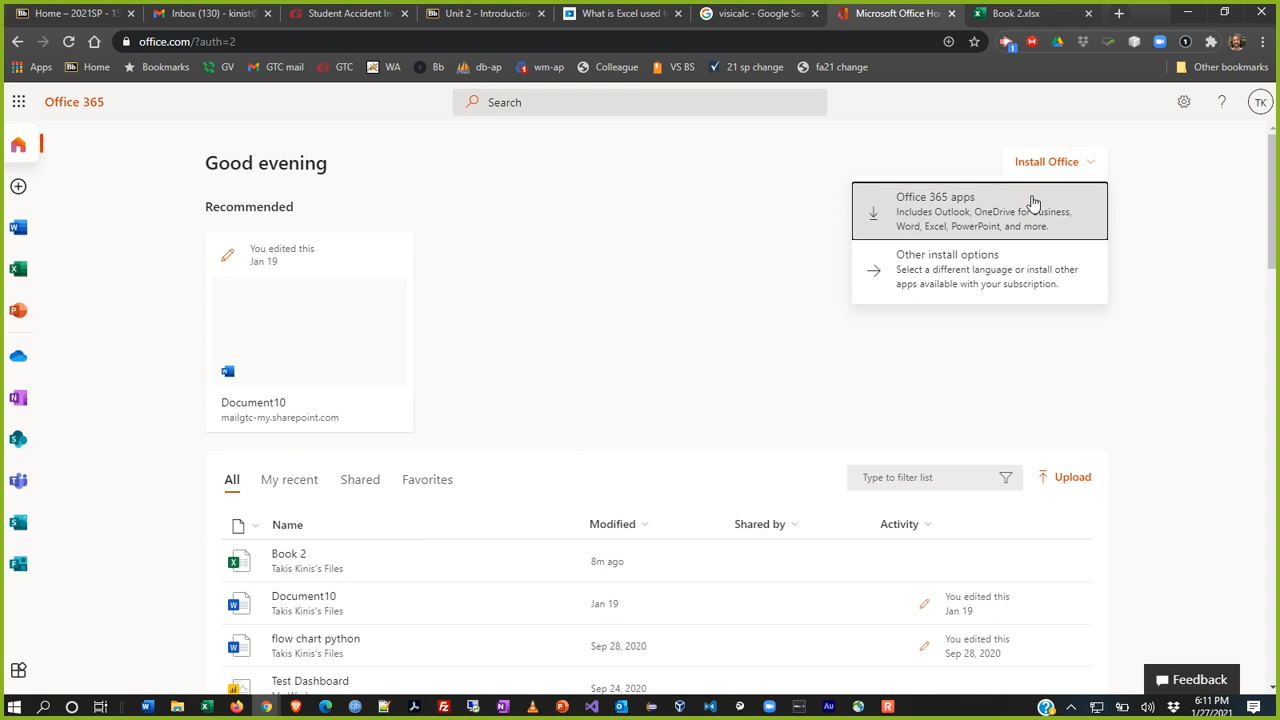 Home – 2021SP – 1
Inbox (130) – kinist@
Student Accident Ins
Unit 2 – Introduction
What is Excel used f
visicalc – Google Sea
Microsoft Office Ho
Book 2.xlsx
office.com/?auth=2
1
Apps
Bb Home
Bookmarks
GV
GTC mail
GTC
WA
Bb
db-ap
wm-ap
Colleague
VS BS
21 sp change
fa21 change
Other bookmarks
Office 365
Search
TK
Good evening
Install Office
Office 365 apps
Includes Outlook, OneDrive for Business,
Word, Excel, PowerPoint, and more.
Other install options
Select a different language or install other
apps available with your subscription.
Recommended
You edited this
Jan 19
Document10
mailgtc-my.sharepoint.com
All
My recent
Shared
Favorites
Type to filter list
Upload
Name
Modified
Shared by
Activity
Book 2
Takis Kinis's Files
8m ago
Document10
Takis Kinis's Files
Jan 19
You edited this
Jan 19
flow chart python
Takis Kinis's Files
Sep 28, 2020
You edited this
Sep 28, 2020
Test Dashboard
Sep 24, 2020
Feedback
6:11 PM
1/27/2021